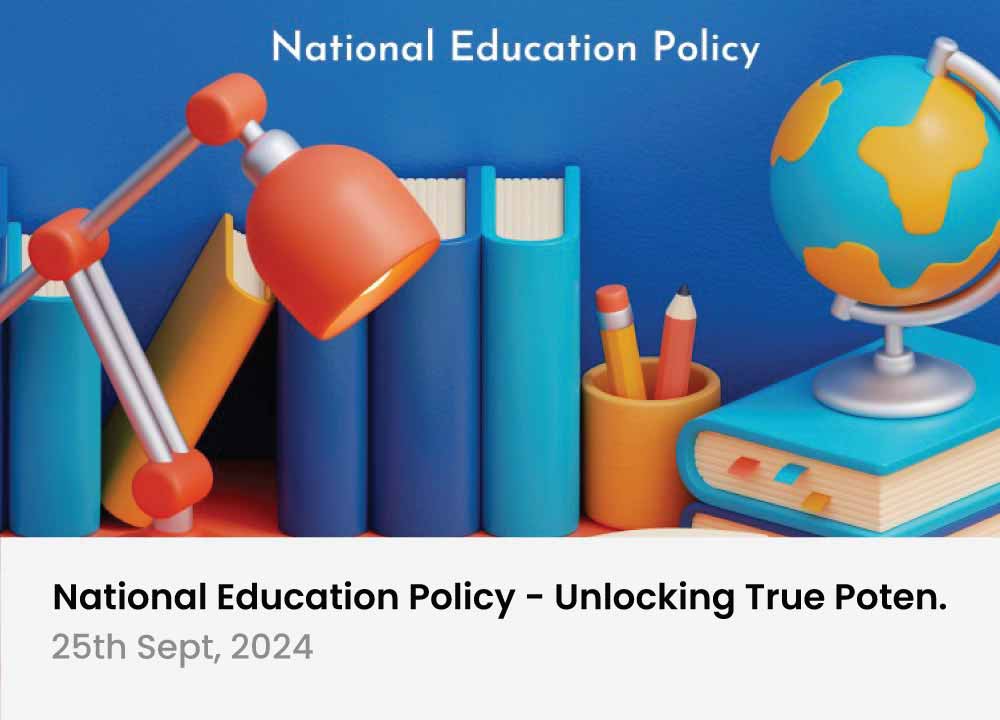 National Education Policy
National Education Policy - Unlocking True Poten.
25th Sept, 2024